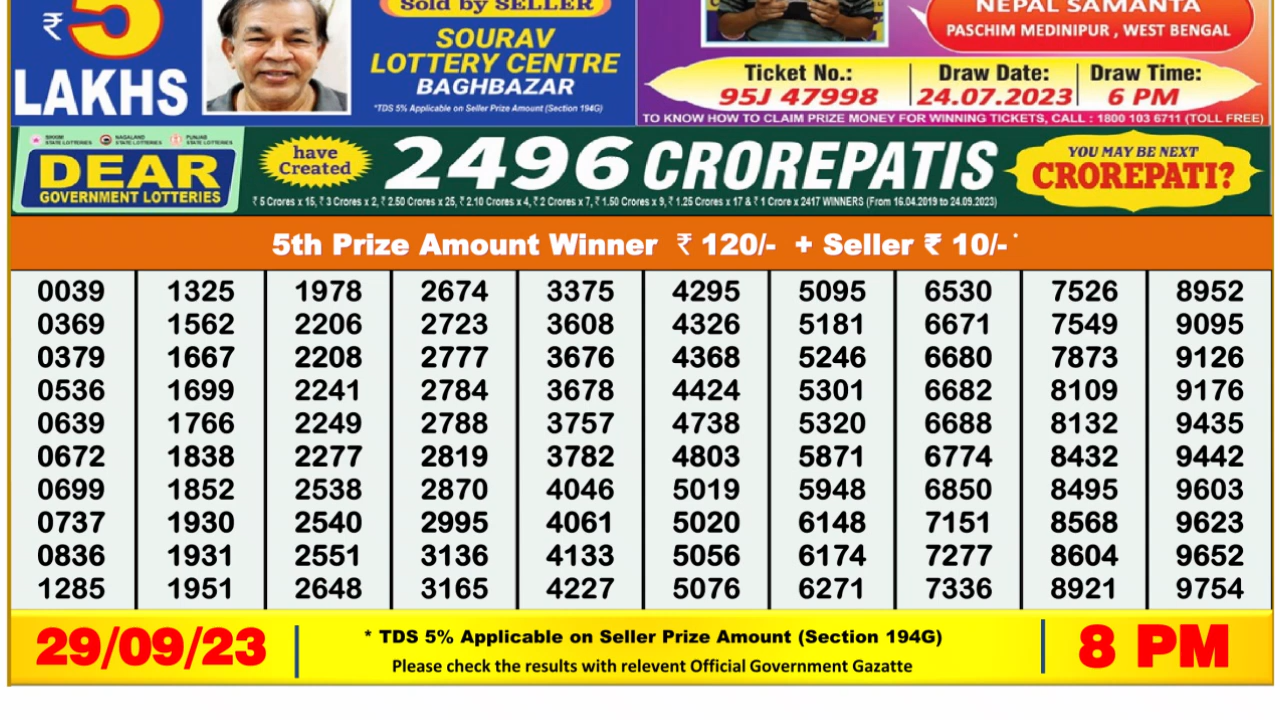 ₹ 5
LAKHS
Sold by SELLER
SOURAV
LOTTERY CENTRE
BAGHBAZAR
*TDS 5% Applicable on Seller Prize Amount (Section 194G)
NEPAL SAMANTA
PASCHIM MEDINIPUR , WEST BENGAL
Ticket No.: Draw Date: Draw Time:
95J 47998 24.07.2023 6 PM
TO KNOW HOW TO CLAIM PRIZE MONEY FOR WINNING TICKETS, CALL : 1800 103 6711 (TOLL FREE)
SIKKIM STATE LOTTERIES NAGALAND STATE LOTTERIES PUNJAB STATE LOTTERIES
DEAR
GOVERNMENT LOTTERIES
have
Created
2496 CROREPATIS
₹ 5 Crores x 15, ₹ 3 Crores x 2, ₹ 2.50 Crores x 25, ₹ 2.10 Crores x 4, ₹ 2 Crores x 7, ₹ 1.50 Crores x 9, ₹ 1.25 Crores x 17 & ₹ 1 Crore x 2417 WINNERS (From 16.04.2019 to 24.09.2023)
YOU MAY BE NEXT
CROREPATI?
5th Prize Amount Winner ₹ 120/- + Seller ₹ 10/- *
0039 1325 1978 2674 3375 4295 5095 6530 7526 8952
0369 1562 2206 2723 3608 4326 5181 6671 7549 9095
0379 1667 2208 2777 3676 4368 5246 6680 7873 9126
0536 1699 2241 2784 3678 4424 5301 6682 8109 9176
0639 1766 2249 2788 3757 4738 5320 6688 8132 9435
0672 1838 2277 2819 3782 4803 5871 6774 8432 9442
0699 1852 2538 2870 4046 5019 5948 6850 8495 9603
0737 1930 2540 2995 4061 5020 6148 7151 8568 9623
0836 1931 2551 3136 4133 5056 6174 7277 8604 9652
1285 1951 2648 3165 4227 5076 6271 7336 8921 9754
29/09/23
* TDS 5% Applicable on Seller Prize Amount (Section 194G)
Please check the results with relevent Official Government Gazatte
8 PM